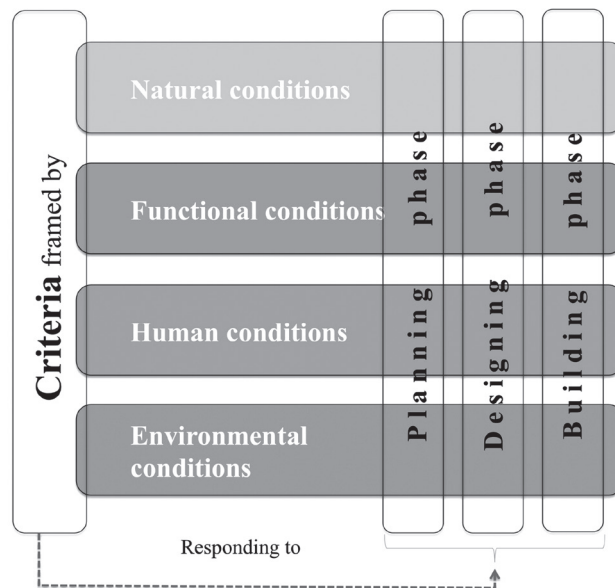 Criteria framed by
Natural conditions
Functional conditions
Human conditions
Environmental
conditions
Planning phase
Designing phase
Building phase
Responding to